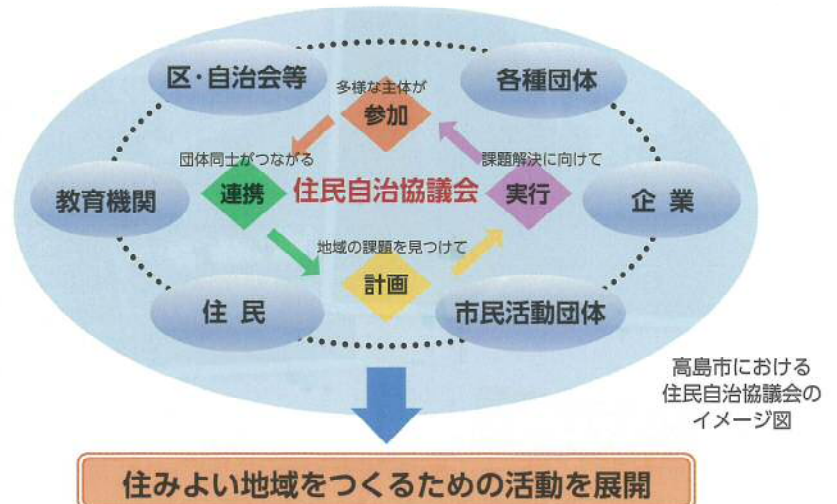 区・自治会等
各種団体
多様な主体が
参加
団体同士がつながる
課題解決に向けて
教育機関
連携
住民自治協議会
実行
企業
地域の課題を見つけて
計画
住民
市民活動団体
高島市における
住民自治協議会の
イメージ図
住みよい地域をつくるための活動を展開